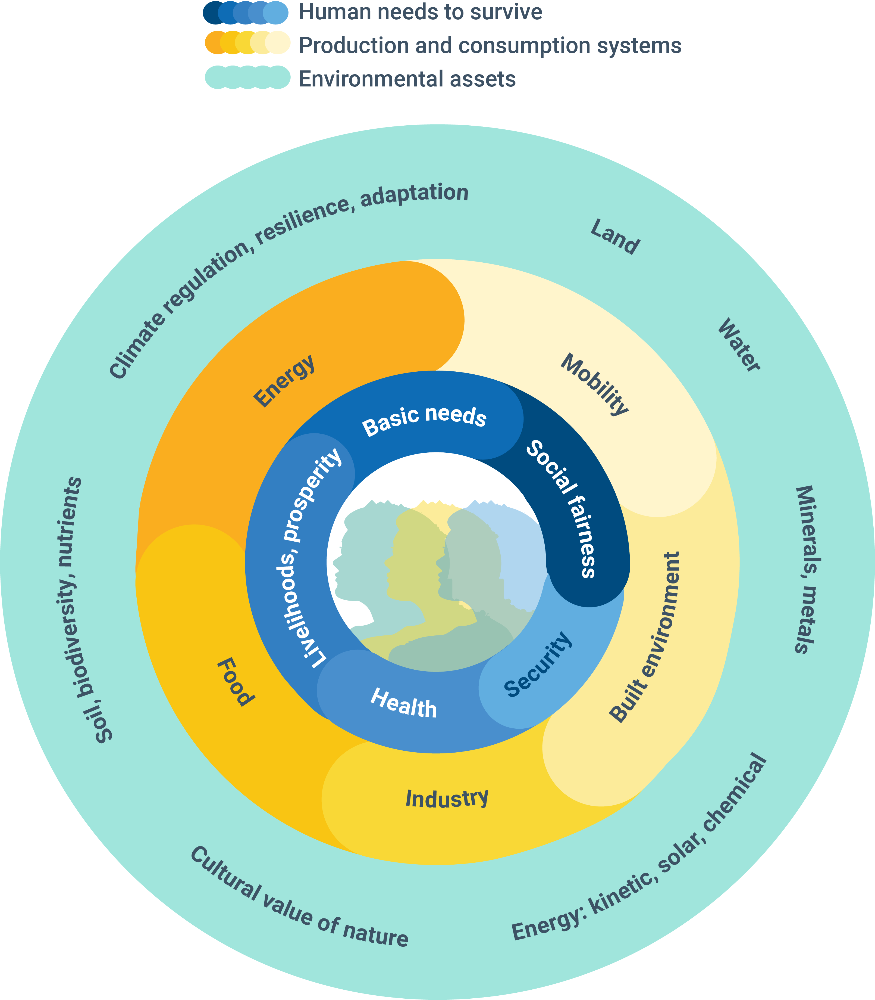 Human needs to survive
Production and consumption systems
Environmental assets
Climate regulation, resilience, adaptation
Land
Water
Minerals, metals
Energy: kinetic, solar, chemical
Cultural value of nature
Soil, biodiversity, nutrients
Energy
Mobility
Built environment
Industry
Food
Basic needs
Social fairness
Security
Health
Livelihoods, prosperity